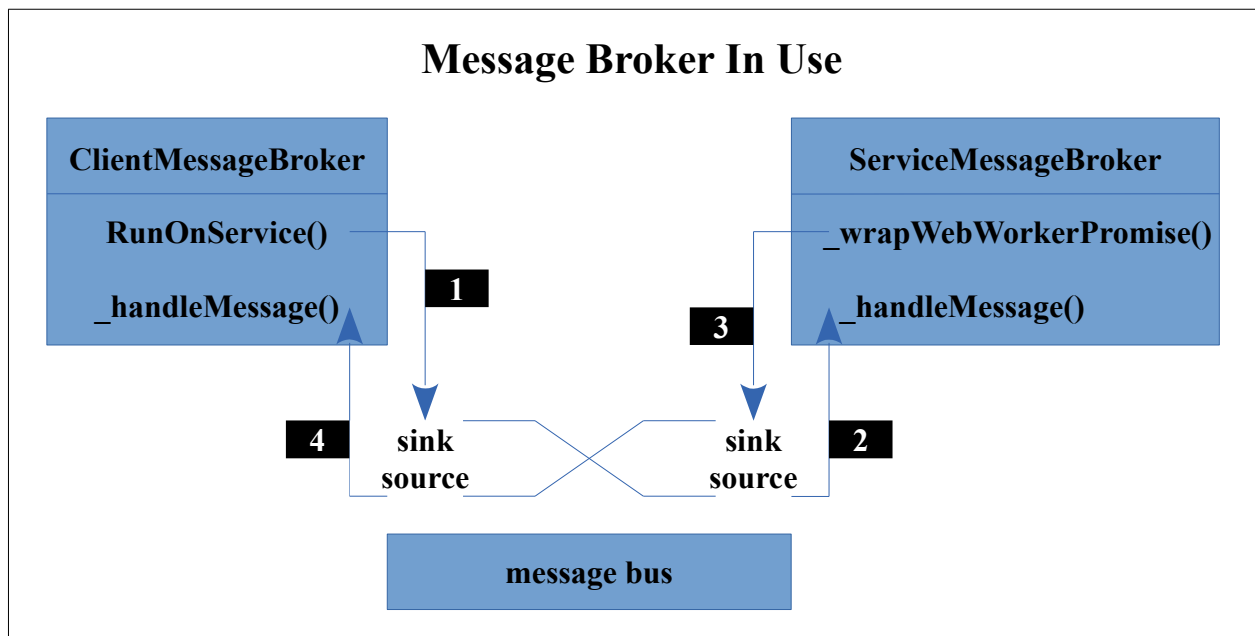 Message Broker In Use
ClientMessageBroker
RunOnService()
_handleMessage()
ServiceMessageBroker
_wrapWebWorkerPromise()
_handleMessage()
1
3
4
sink
source
sink
source
2
message bus